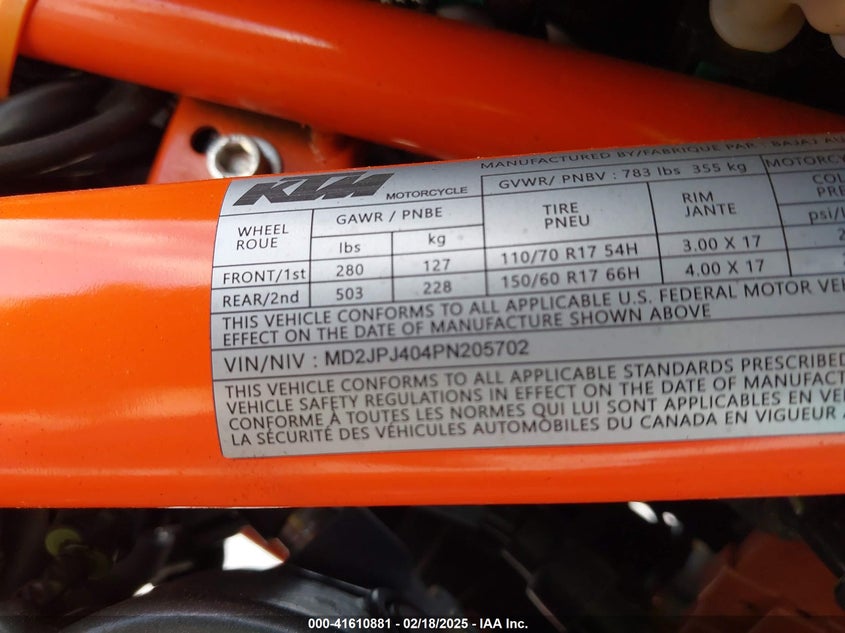 MANUFACTURED BY/FABRIQUE PAR : BAJAJ
KTM MOTORCYCLE
GVWR/ PNBV : 783 lbs 355 kg
WHEEL ROUE GAWR / PNBE TIRE PNEU RIM JANTE
lbs kg psi/
FRONT/1st 280 127 110/70 R17 54H 3.00 X 17
REAR/2nd 503 228 150/60 R17 66H 4.00 X 17
THIS VEHICLE CONFORMS TO ALL APPLICABLE U.S. FEDERAL MOTOR VEH
EFFECT ON THE DATE OF MANUFACTURE SHOWN ABOVE
VIN/NIV : MD2JPJ404PN205702
THIS VEHICLE CONFORMS TO ALL APPLICABLE STANDARDS PRESCRIBED
VEHICLE SAFETY REGULATIONS IN EFFECT ON THE DATE OF MANUFACT
CONFORME À TOUTES LES NORMES QUI LUI SONT APPLICABLES EN VE
LA SÉCURITÉ DES VÉHICULES AUTOMOBILES DU CANADA EN VIGUEUR
000-41610881 - 02/18/2025 - IAA Inc.